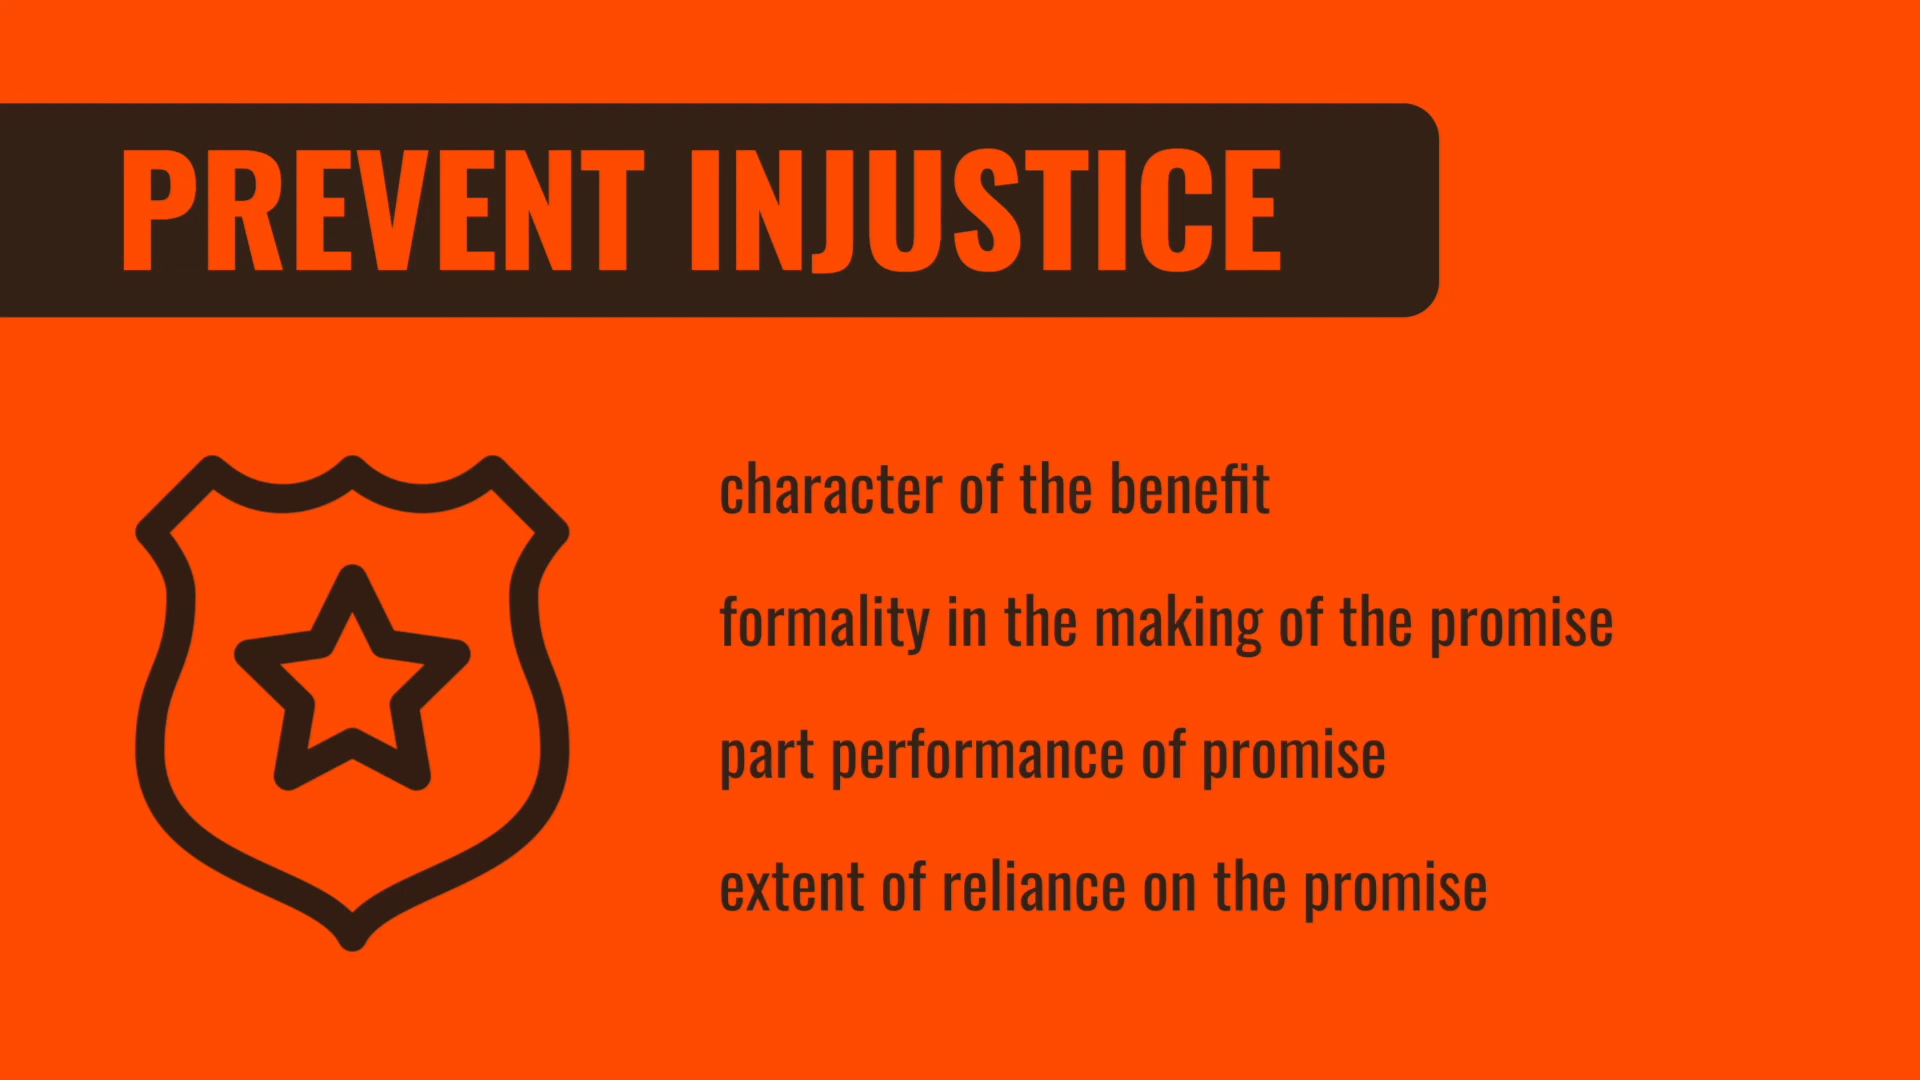 PREVENT INJUSTICE
character of the benefit
formality in the making of the promise
part performance of promise
extent of reliance on the promise